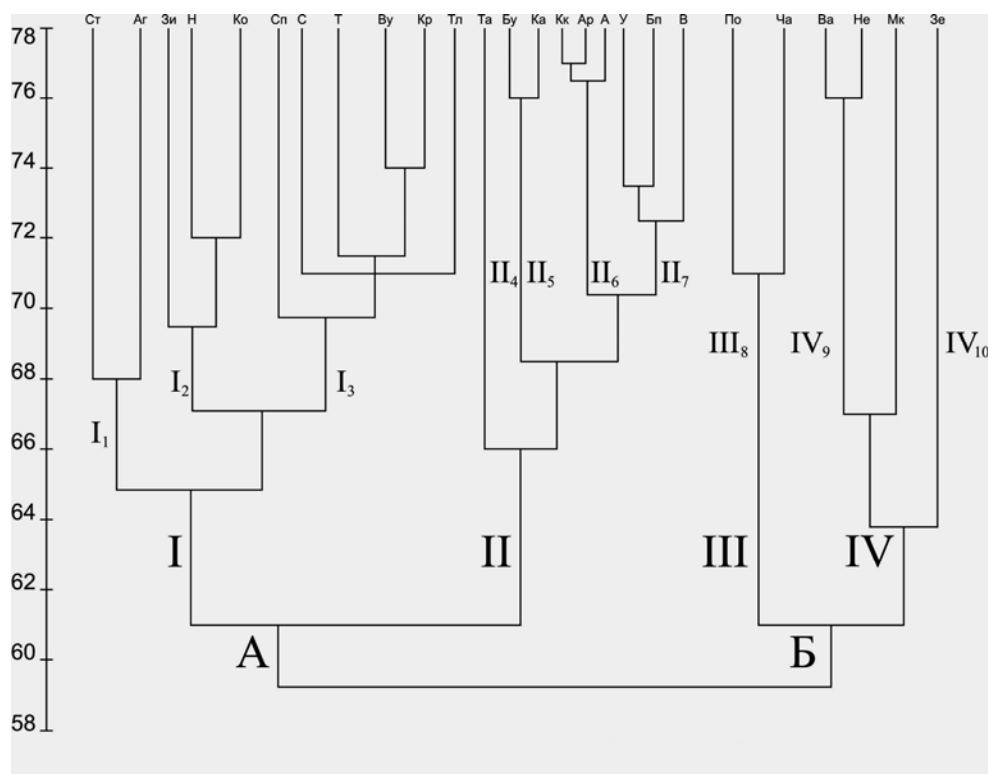 Ст Аг Зи Н Ко Сп С Т Ву Кр Тл Та Бу Ка Кк Ар А У Бп В По Ча Ва Не Мк Зе
78
76
74
72
70
68
66
64
62
60
58
II₄ II₅ II₆ II₇
III₈ IV₉ IV₁₀
I₂ I₃
I₁
I II III IV
А Б